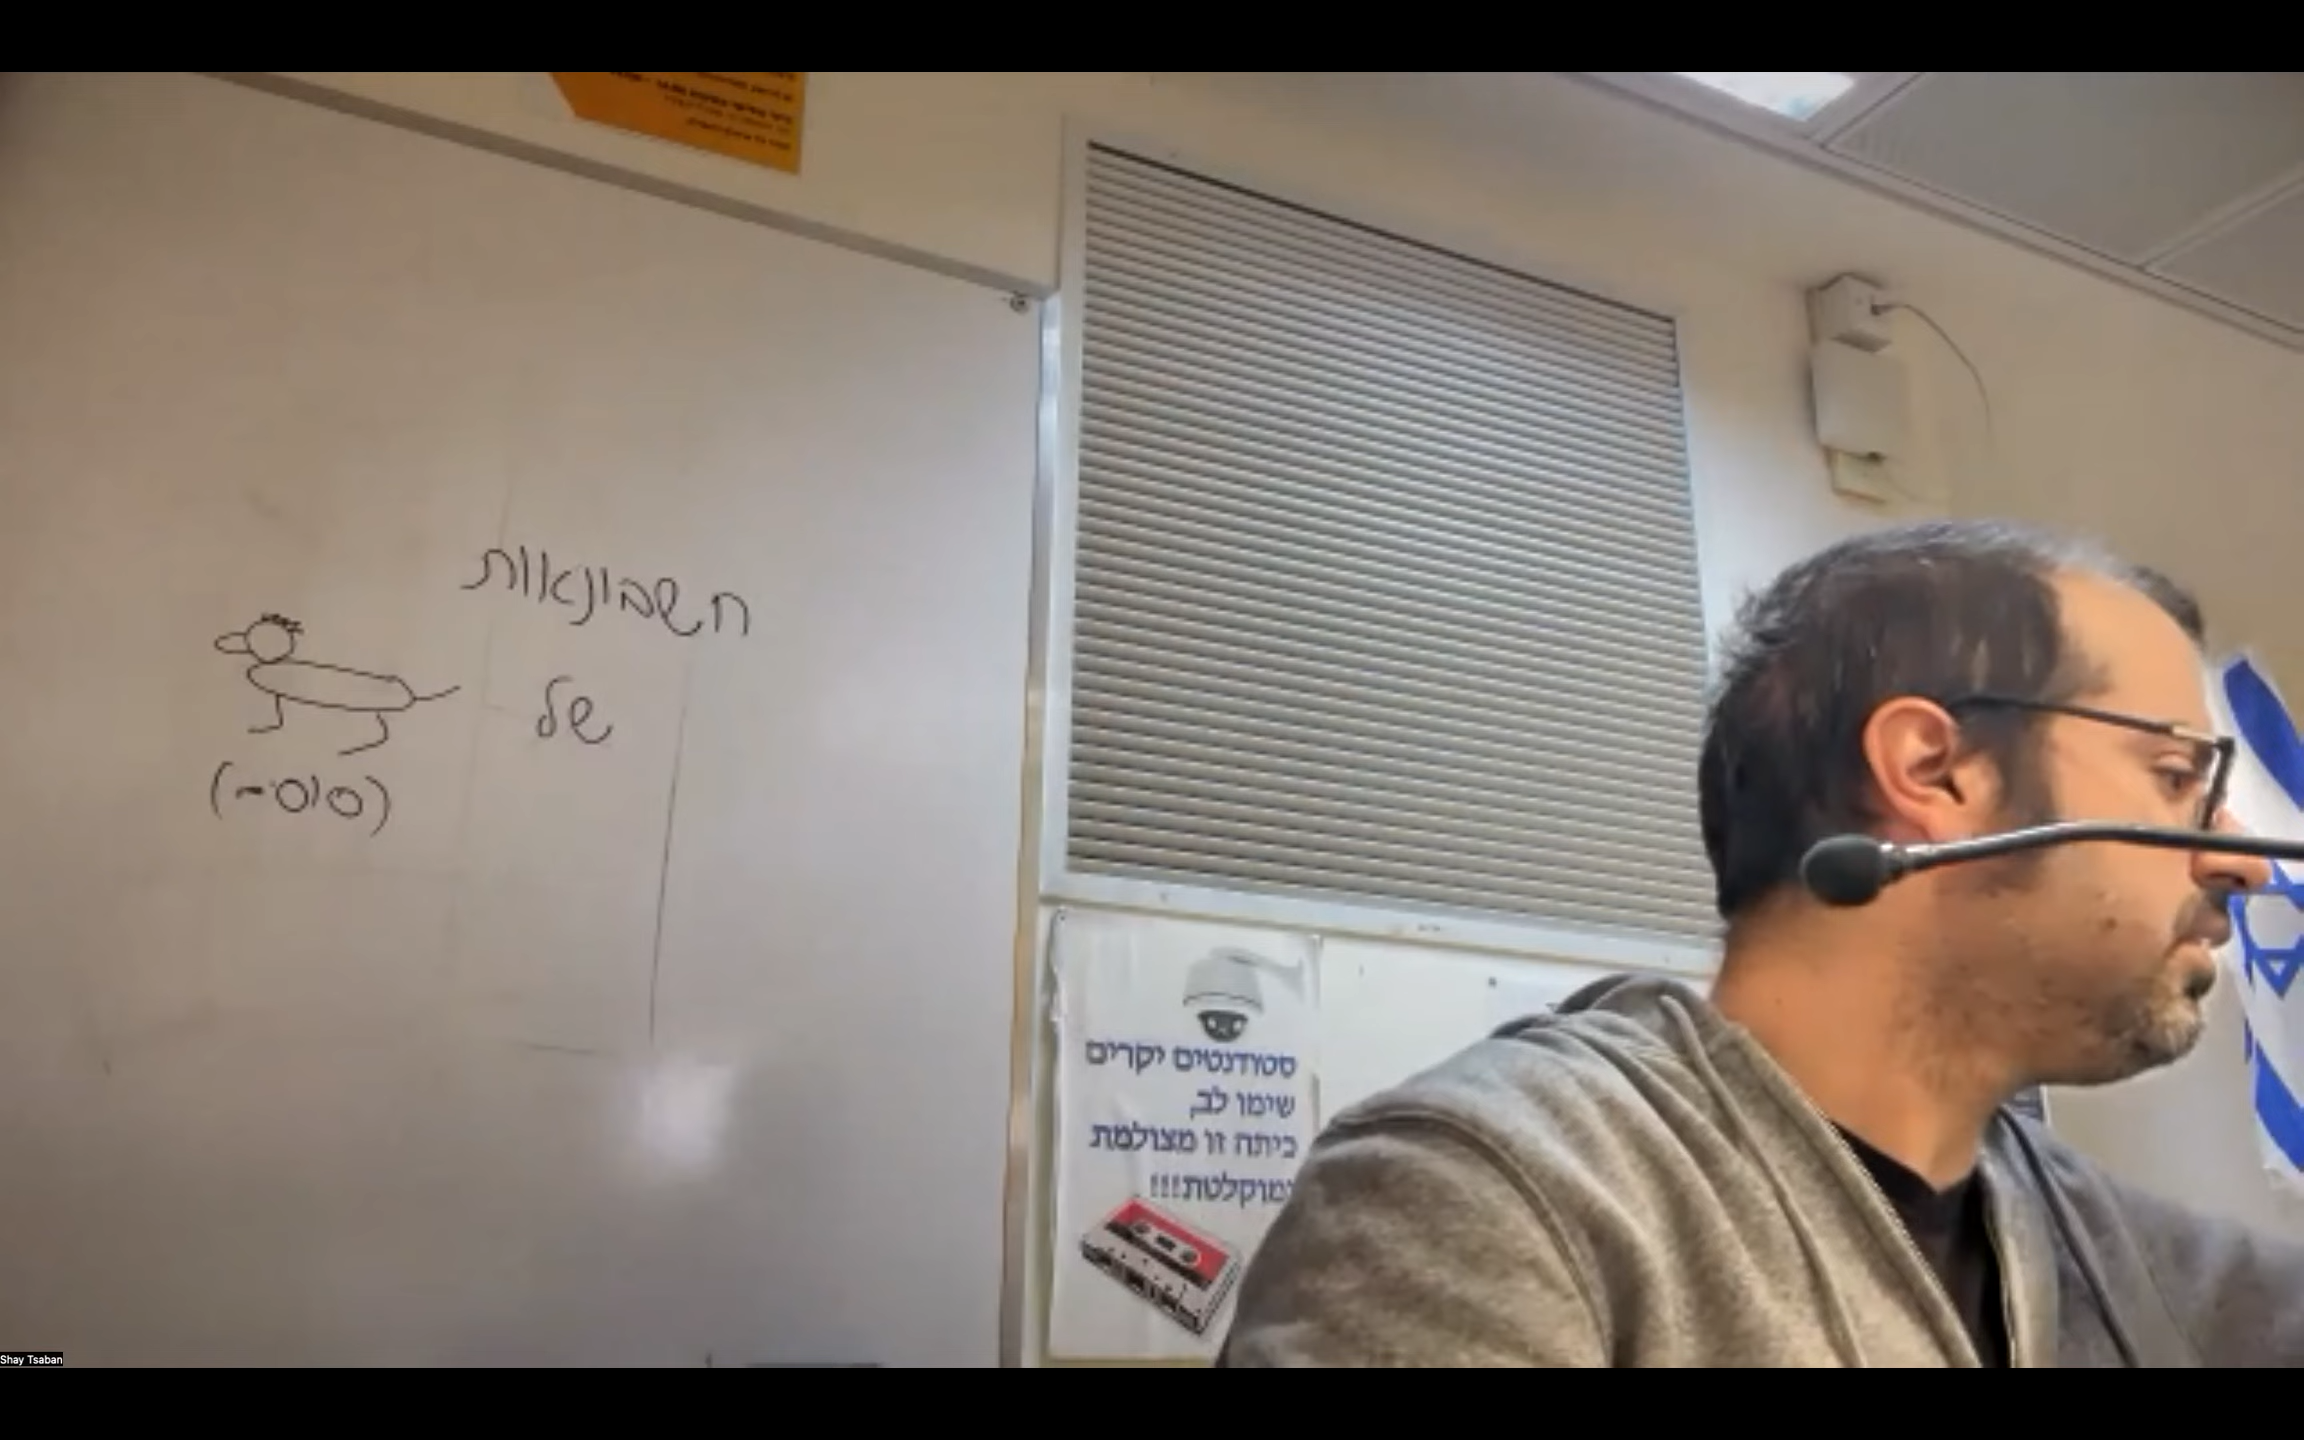 חשבונאות
של
(סוס~)
סטודנטים יקרים
שימו לב,
כיתה זו מצולמת
ומוקלטת!!!
Shay Tsaban